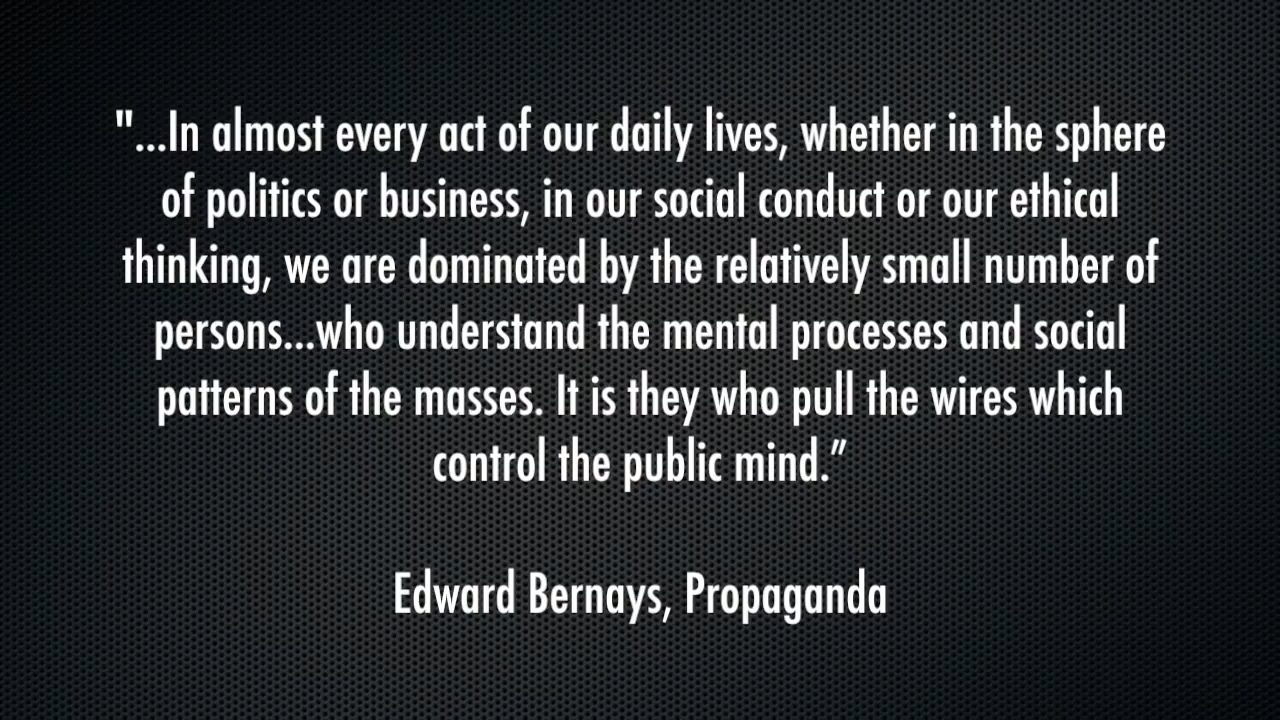 "...In almost every act of our daily lives, whether in the sphere
of politics or business, in our social conduct or our ethical
thinking, we are dominated by the relatively small number of
persons...who understand the mental processes and social
patterns of the masses. It is they who pull the wires which
control the public mind.”
Edward Bernays, Propaganda